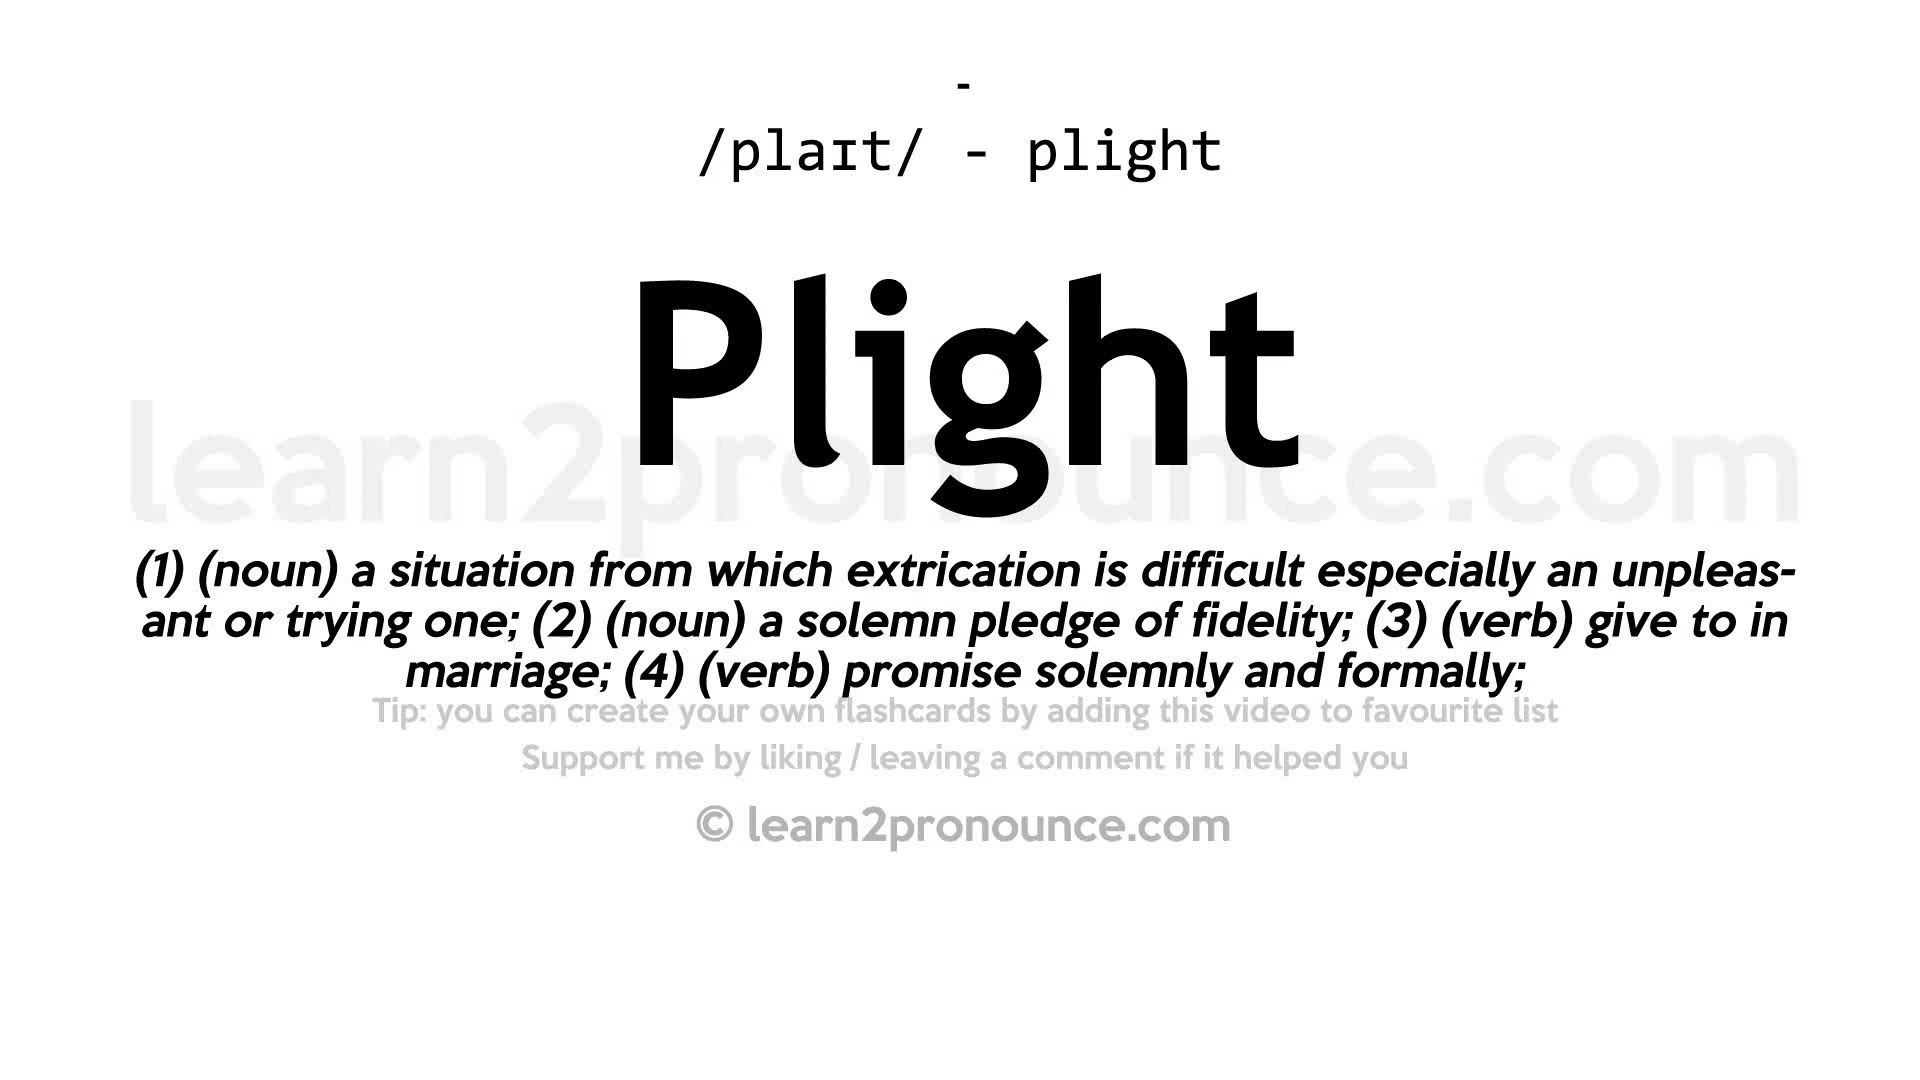 -
/plaɪt/ - plight
Plight
learn2pronounce.com
(1) (noun) a situation from which extrication is difficult especially an unpleas-
ant or trying one; (2) (noun) a solemn pledge of fidelity; (3) (verb) give to in
marriage; (4) (verb) promise solemnly and formally;
Tip: you can create your own flashcards by adding this video to favourite list
Support me by liking / leaving a comment if it helped you
© learn2pronounce.com